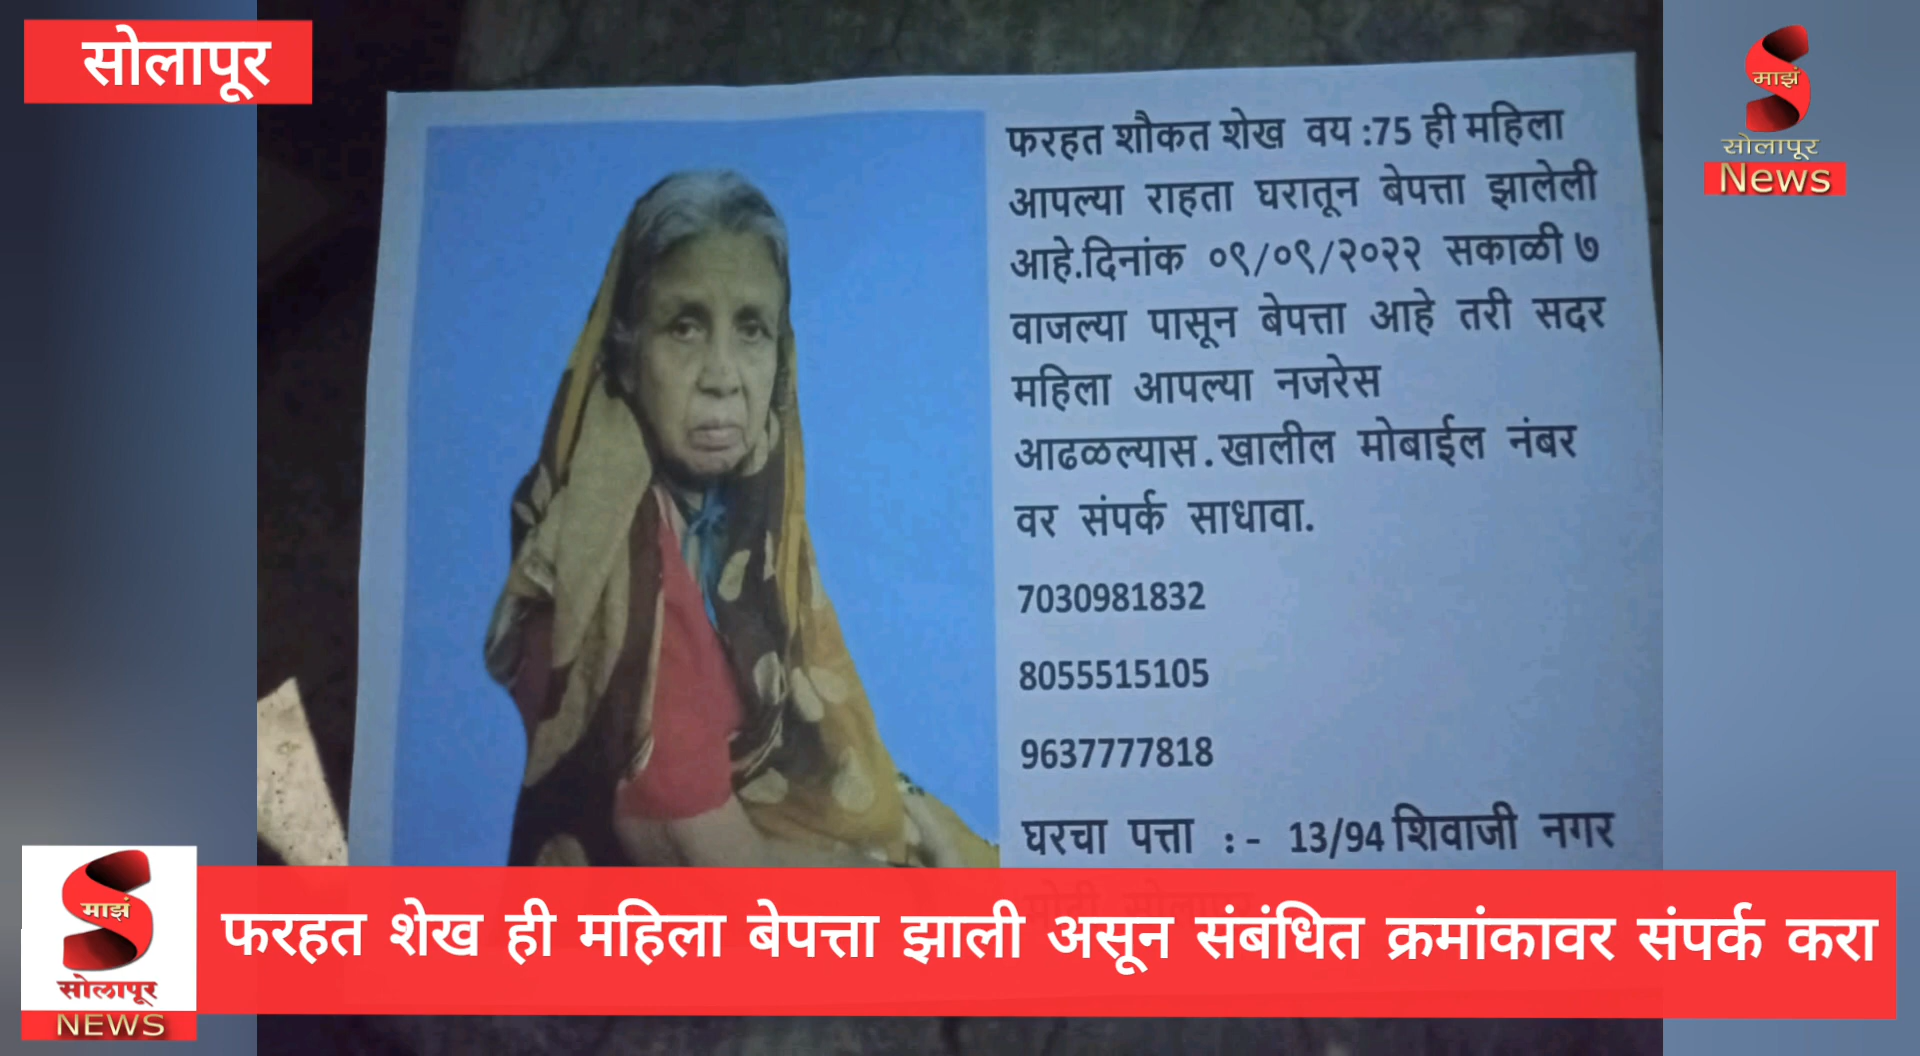 सोलापूर
माझं
सोलापूर
News
फरहत शौकत शेख वय :75 ही महिला
आपल्या राहता घरातून बेपत्ता झालेली
आहे.दिनांक ०९/०९/२०२२ सकाळी ७
वाजल्या पासून बेपत्ता आहे तरी सदर
महिला आपल्या नजरेस
आढळल्यास.खालील मोबाईल नंबर
वर संपर्क साधावा.
7030981832
8055515105
9637777818
घरचा पत्ता :- 13/94 शिवाजी नगर
माझं
सोलापूर
NEWS
फरहत शेख ही महिला बेपत्ता झाली असून संबंधित क्रमांकावर संपर्क करा